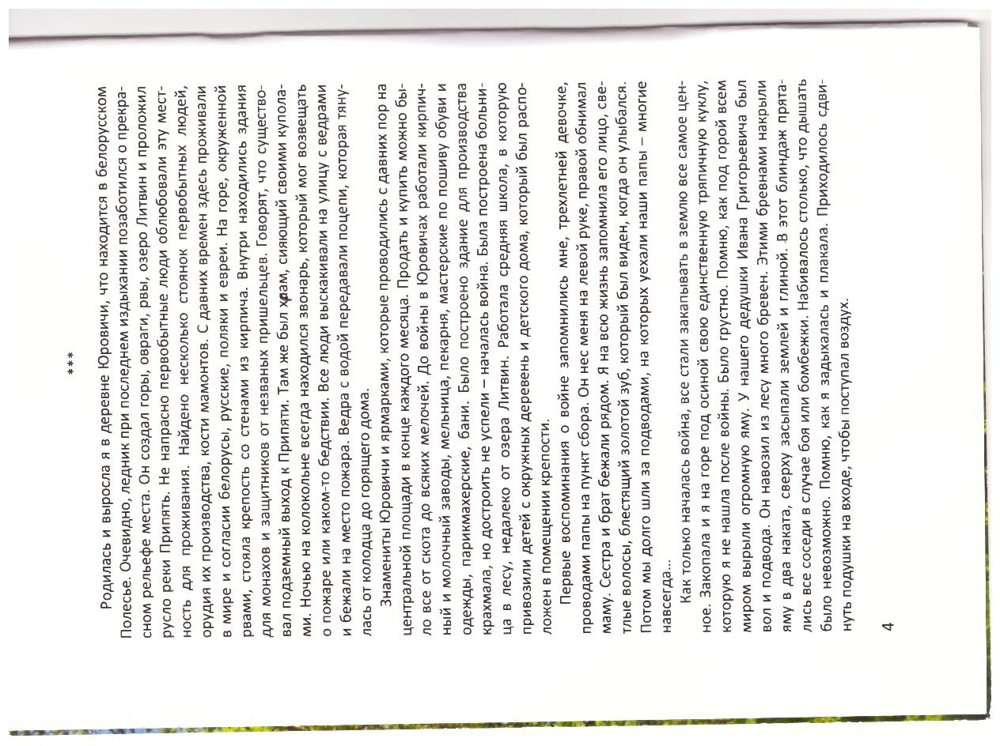 ***
Родилась и выросла я в деревне Юровичи, что находится в белорусском
Полесье. Очевидно, ледник при последнем издыхании позаботился о прекра-
сном рельефе места. Он создал горы, овраги, рвы, озеро Литвин и проложил
русло реки Припять. Не напрасно первобытные люди облюбовали эту мест-
ность для проживания. Найдено несколько стоянок первобытных людей,
орудия их производства, кости мамонтов. С давних времен здесь проживали
в мире и согласии белорусы, русские, поляки и евреи. На горе, окруженной
рвами, стояла крепость со стенами из кирпича. Внутри находились здания
для монахов и защитников от незваных пришельцев. Говорят, что существо-
вал подземный выход к Припяти. Там же был храм, сияющий своими купола-
ми. Ночью на колокольне всегда находился звонарь, который мог возвещать
о пожаре или каком-то бедствии. Все люди выскакивали на улицу с ведрами
и бежали на место пожара. Ведра с водой передавали поцепи, которая тяну-
лась от колодца до горящего дома.
Знамениты Юровичи и ярмарками, которые проводились с давних пор на
центральной площади в конце каждого месяца. Продать и купить можно бы-
ло все от скота до всяких мелочей. До войны в Юровичах работали кирпич-
ный и молочный заводы, мельница, пекарня, мастерские по пошиву обуви и
одежды, парикмахерские, бани. Было построено здание для производства
крахмала, но достроить не успели – началась война. Была построена больни-
ца в лесу, недалеко от озера Литвин. Работала средняя школа, в которую
привозили детей с окружных деревень и детского дома, который был распо-
ложен в помещении крепости.
Первые воспоминания о войне запомнились мне, трехлетней девочке,
проводами папы на пункт сбора. Он нес меня на левой руке, правой обнимал
маму. Сестра и брат бежали рядом. Я на всю жизнь запомнила его лицо, све-
тлые волосы, блестящий золотой зуб, который был виден, когда он улыбался.
Потом мы долго шли за подводами, на которых уехали наши папы – многие
навсегда...
Как только началась война, все стали закапывать в землю все самое цен-
ное. Закопала и я на горе под осиной свою единственную тряпичную куклу,
которую я не нашла после войны. Было грустно. Помню, как под горой всем
миром вырыли огромную яму. У нашего дедушки Ивана Григорьевича был
вол и подвода. Он навозил из лесу много бревен. Этими бревнами накрыли
яму в два наката, сверху засыпали землей и глиной. В этот блиндаж прята-
лись все соседи в случае боя или бомбежки. Набивалось столько, что дышать
было невозможно. Помню, как я задыхалась и плакала. Приходилось сдви-
нуть подушки на входе, чтобы поступал воздух.
4